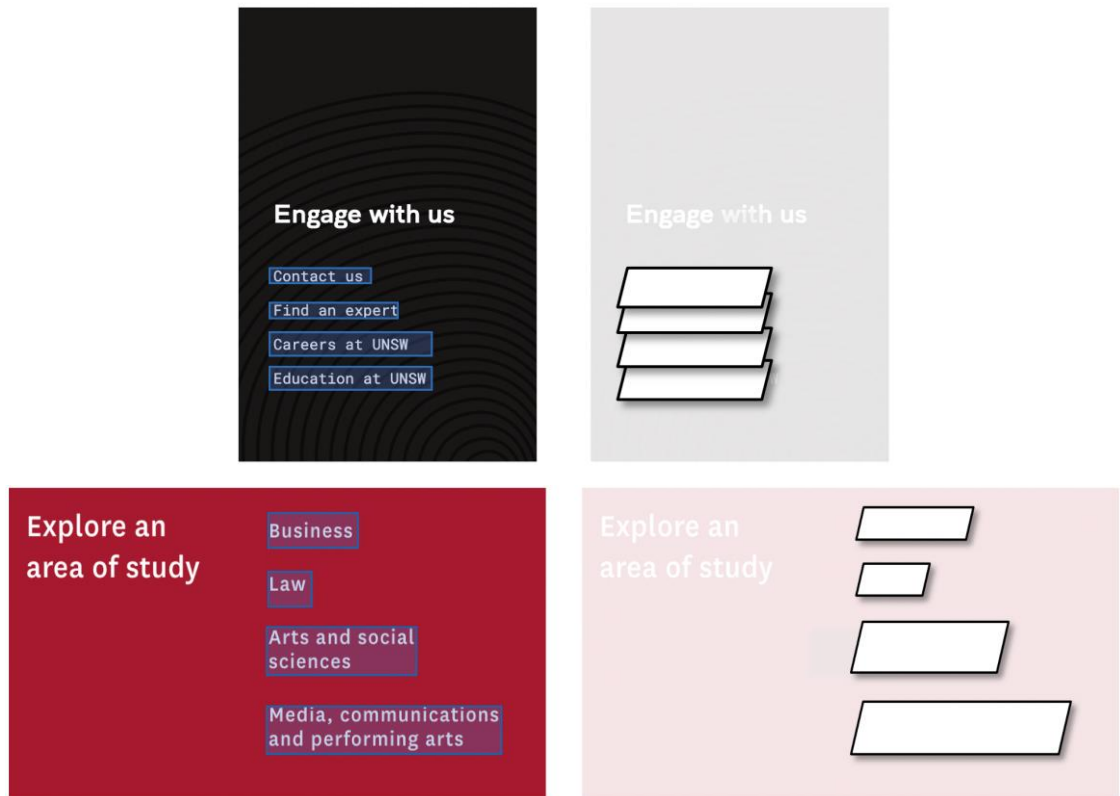 Engage with us
Contact us
Find an expert
Careers at UNSW
Education at UNSW
Engage with us
Explore an
area of study
Business
Law
Arts and social
sciences
Media, communications
and performing arts
Explore an
area of study